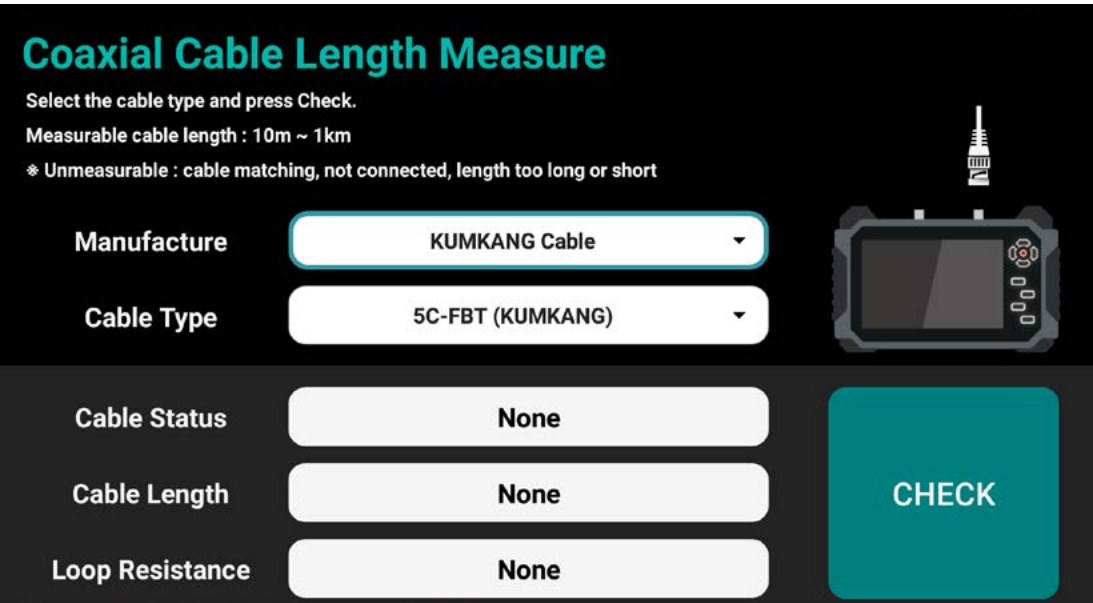 Coaxial Cable Length Measure
Select the cable type and press Check.
Measurable cable length : 10m ~ 1km
※ Unmeasurable : cable matching, not connected, length too long or short
Manufacture
KUMKANG Cable
Cable Type
5C-FBT (KUMKANG)
Cable Status
None
Cable Length
None
Loop Resistance
None
CHECK